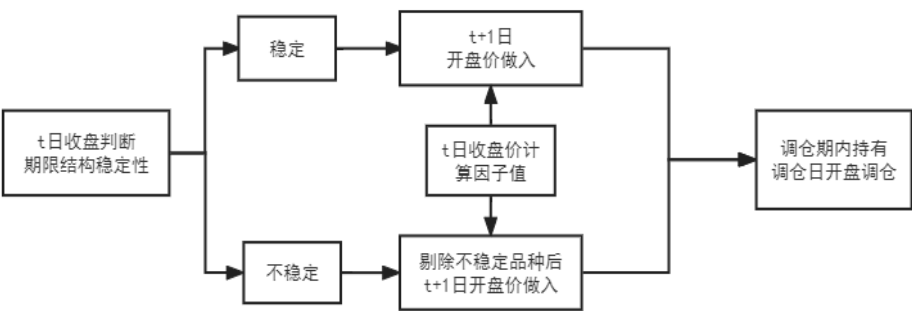 t日收盘判断
期限结构稳定性
稳定
t+1日
开盘价做入
t日收盘价计
算因子值
不稳定
剔除不稳定品种后
t+1日开盘价做入
调仓期内持有
调仓日开盘调仓